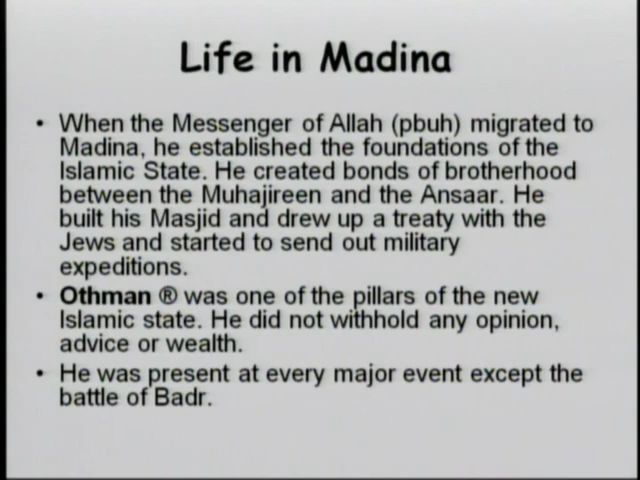 Life in Madina
• When the Messenger of Allah (pbuh) migrated to
Madina, he established the foundations of the
Islamic State. He created bonds of brotherhood
between the Muhajireen and the Ansaar. He
built his Masjid and drew up a treaty with the
Jews and started to send out military
expeditions.
• Othman ® was one of the pillars of the new
Islamic state. He did not withhold any opinion,
advice or wealth.
• He was present at every major event except the
battle of Badr.